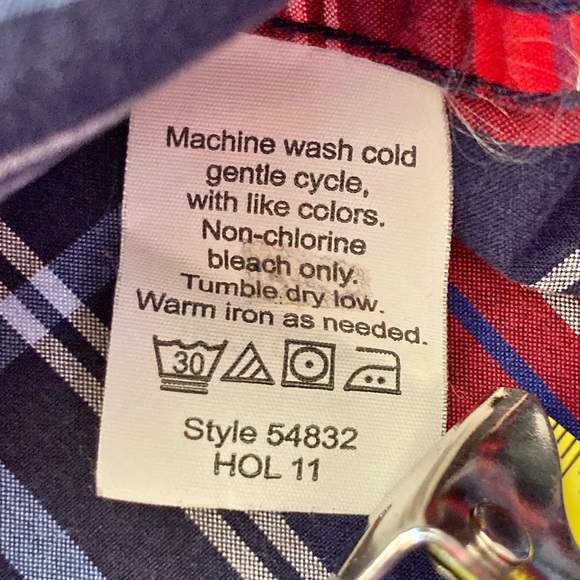 Machine wash cold
gentle cycle,
with like colors.
Non-chlorine
bleach only.
Tumble dry low.
Warm iron as needed.
30
Style 54832
HOL 11